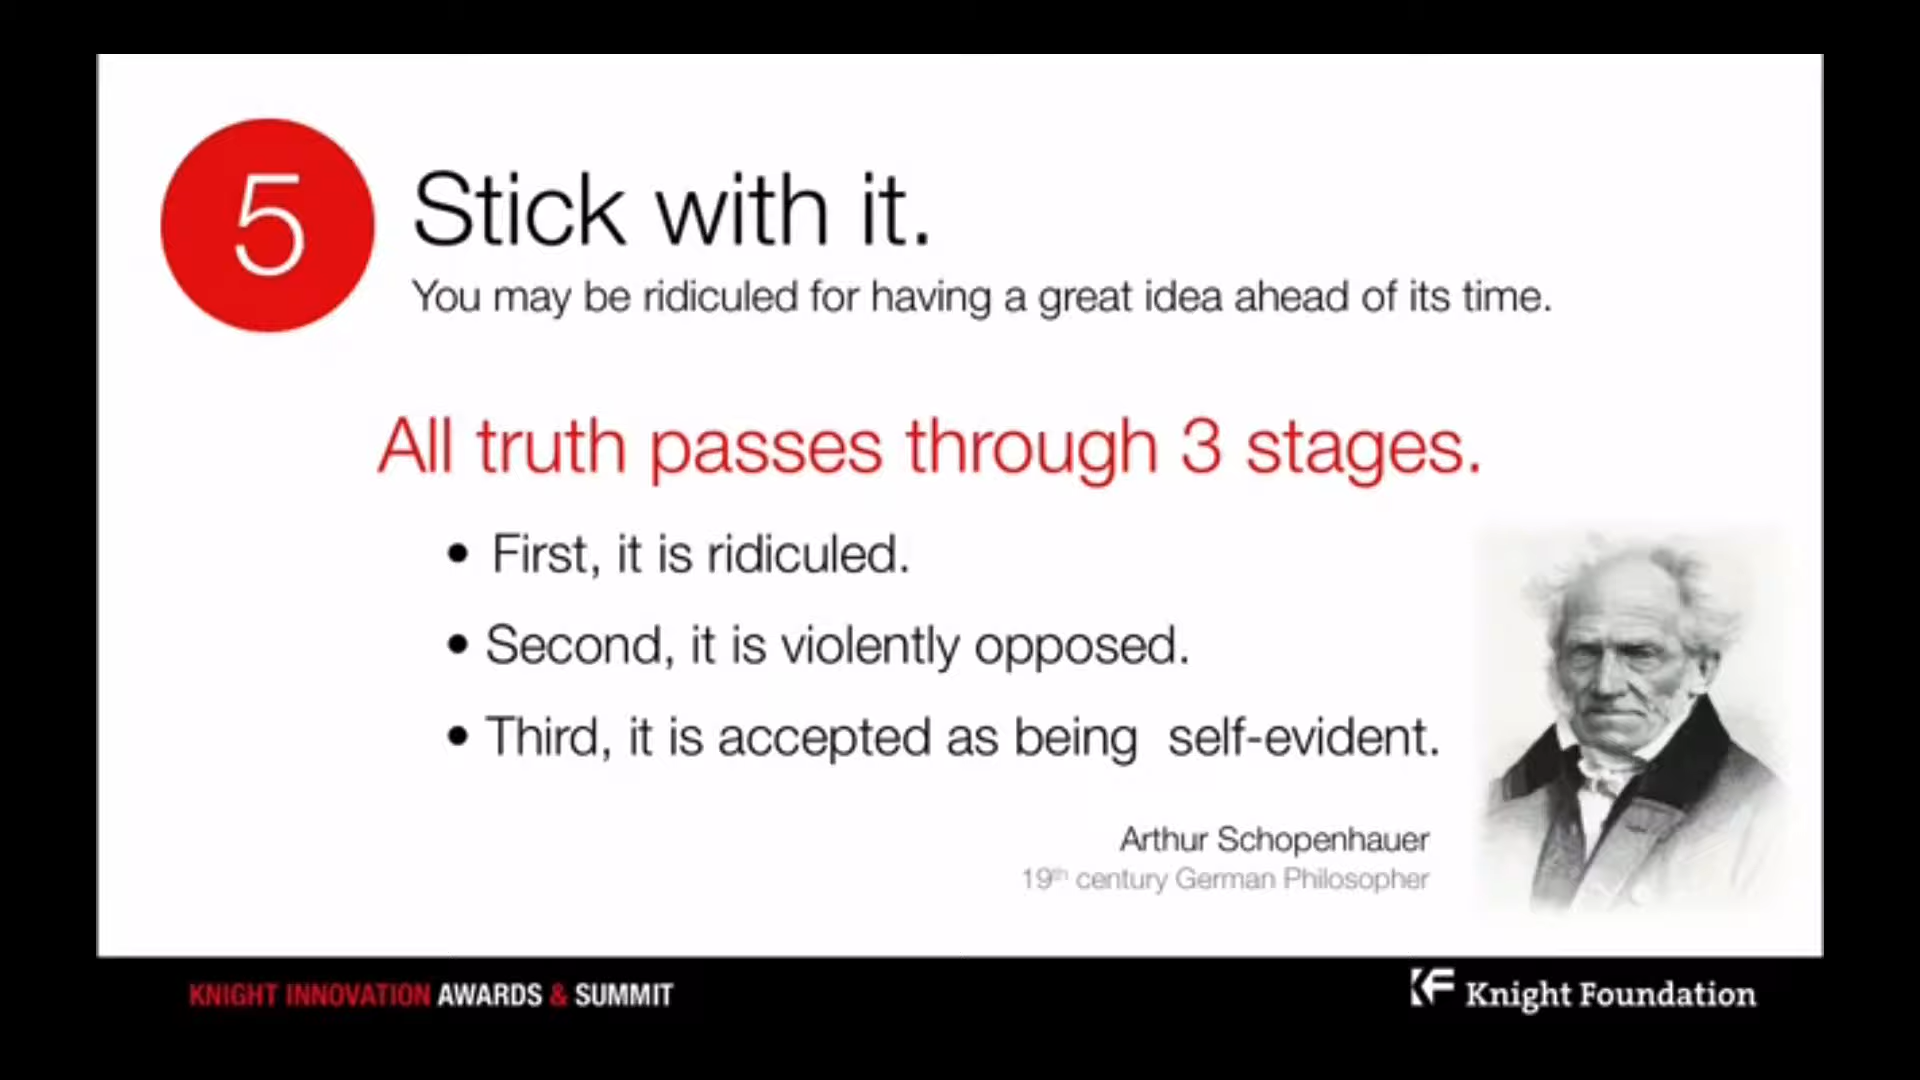 5
Stick with it.
You may be ridiculed for having a great idea ahead of its time.
All truth passes through 3 stages.
• First, it is ridiculed.
• Second, it is violently opposed.
• Third, it is accepted as being  self-evident.
Arthur Schopenhauer
19th century German Philosopher
KNIGHT INNOVATION AWARDS & SUMMIT
KF Knight Foundation